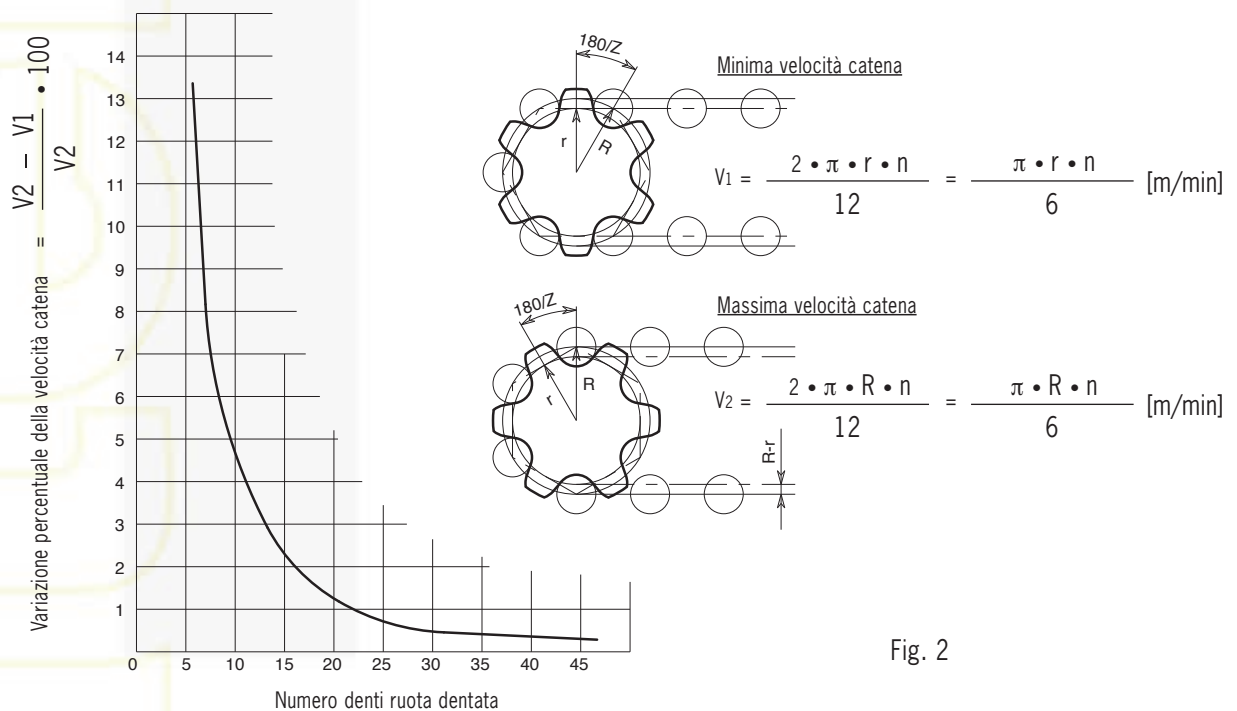 Variazione percentuale della velocità catena = V2 − V1 / V2 • 100
14
13
12
11
10
9
8
7
6
5
4
3
2
1
0 5 10 15 20 25 30 35 40 45
Numero denti ruota dentata
180/Z
r
r
R
Minima velocità catena
V1 = 2 • π • r • n / 12 = π • r • n / 6 [m/min]
180/Z
r
r
R
Massima velocità catena
V2 = 2 • π • R • n / 12 = π • R • n / 6 [m/min]
R-r
Fig. 2